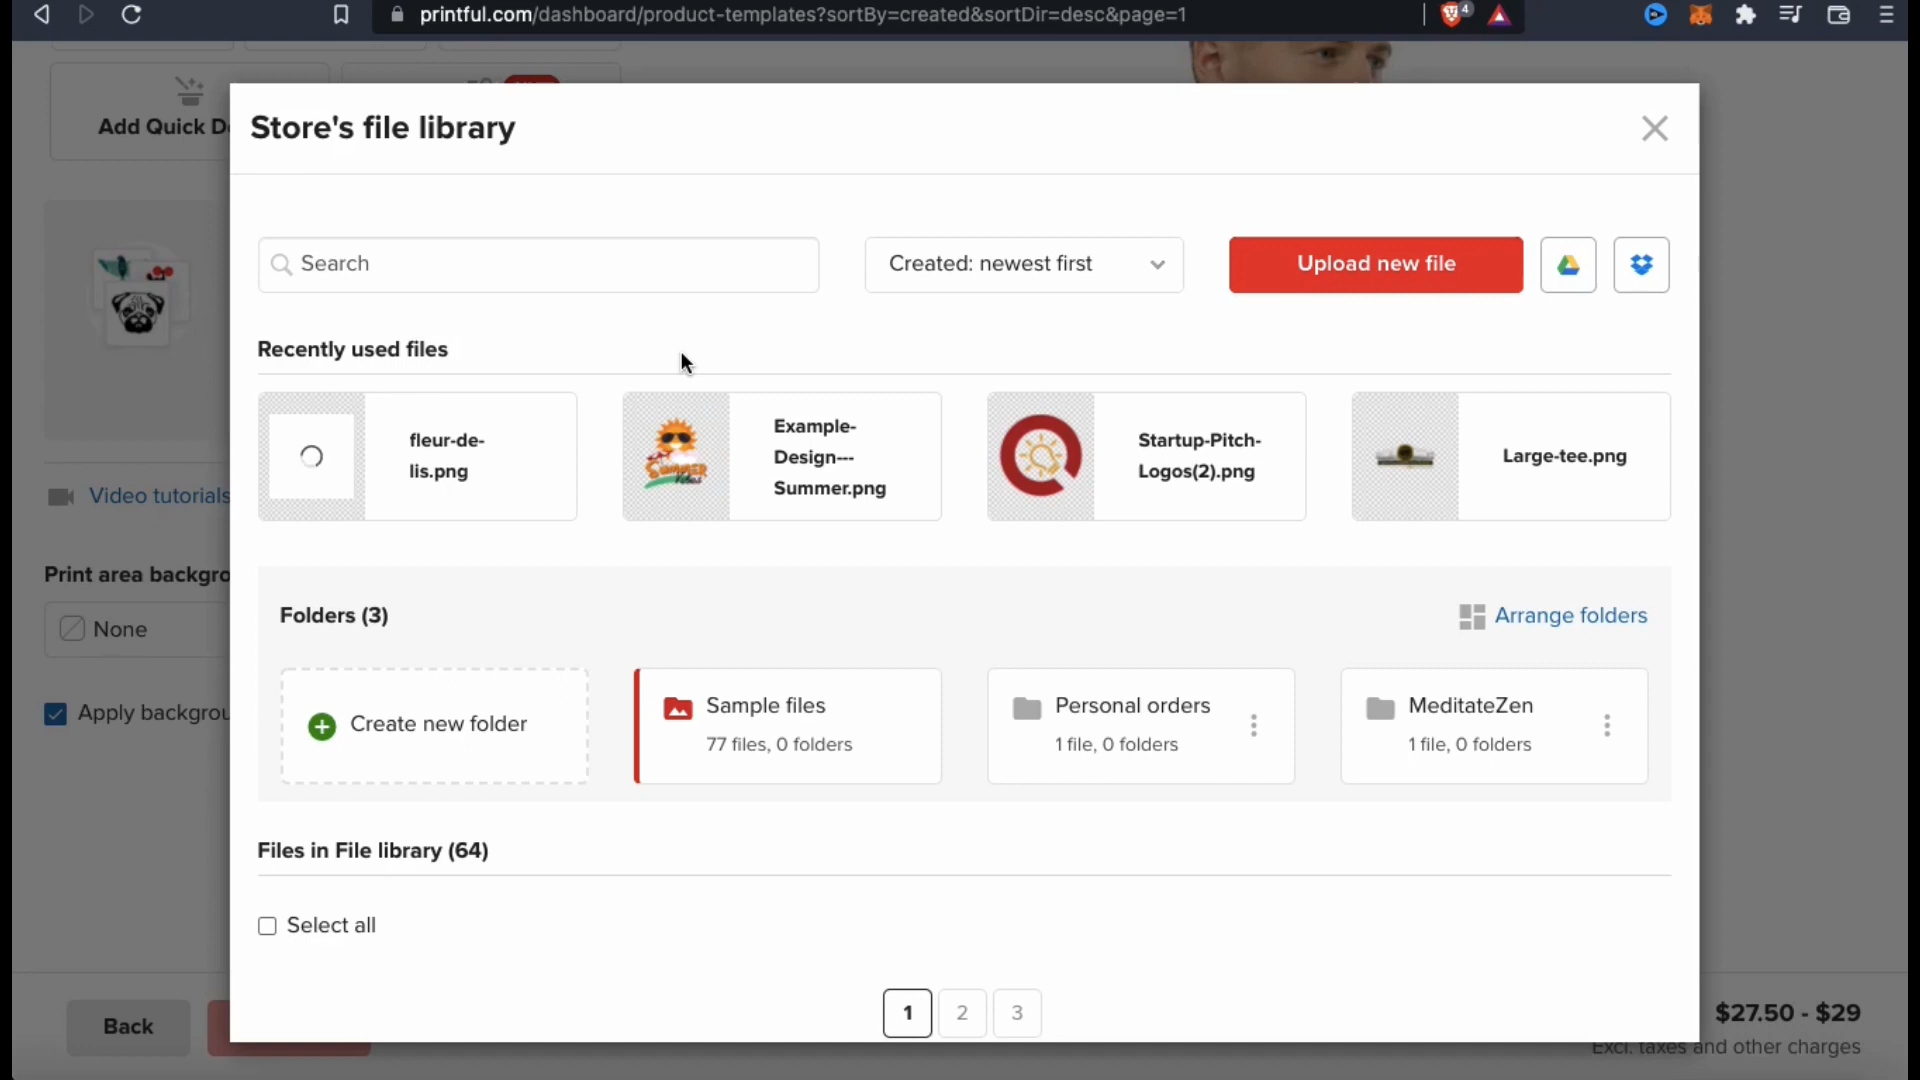 printful.com/dashboard/product-templates?sortBy=created&sortDir=desc&page=1
4
Add Quick D
Store's file library
Search
Created: newest first
Upload new file
Recently used files
fleur-de-
lis.png
Example-
Design---
Summer.png
Startup-Pitch-
Logos(2).png
Large-tee.png
Video tutorials
Print area backgro
None
Apply backgrou
Folders (3)
Arrange folders
Create new folder
Sample files
77 files, 0 folders
Personal orders
1 file, 0 folders
MeditateZen
1 file, 0 folders
Files in File library (64)
Select all
1 2 3
Back
$27.50 - $29
Excl. taxes and other charges